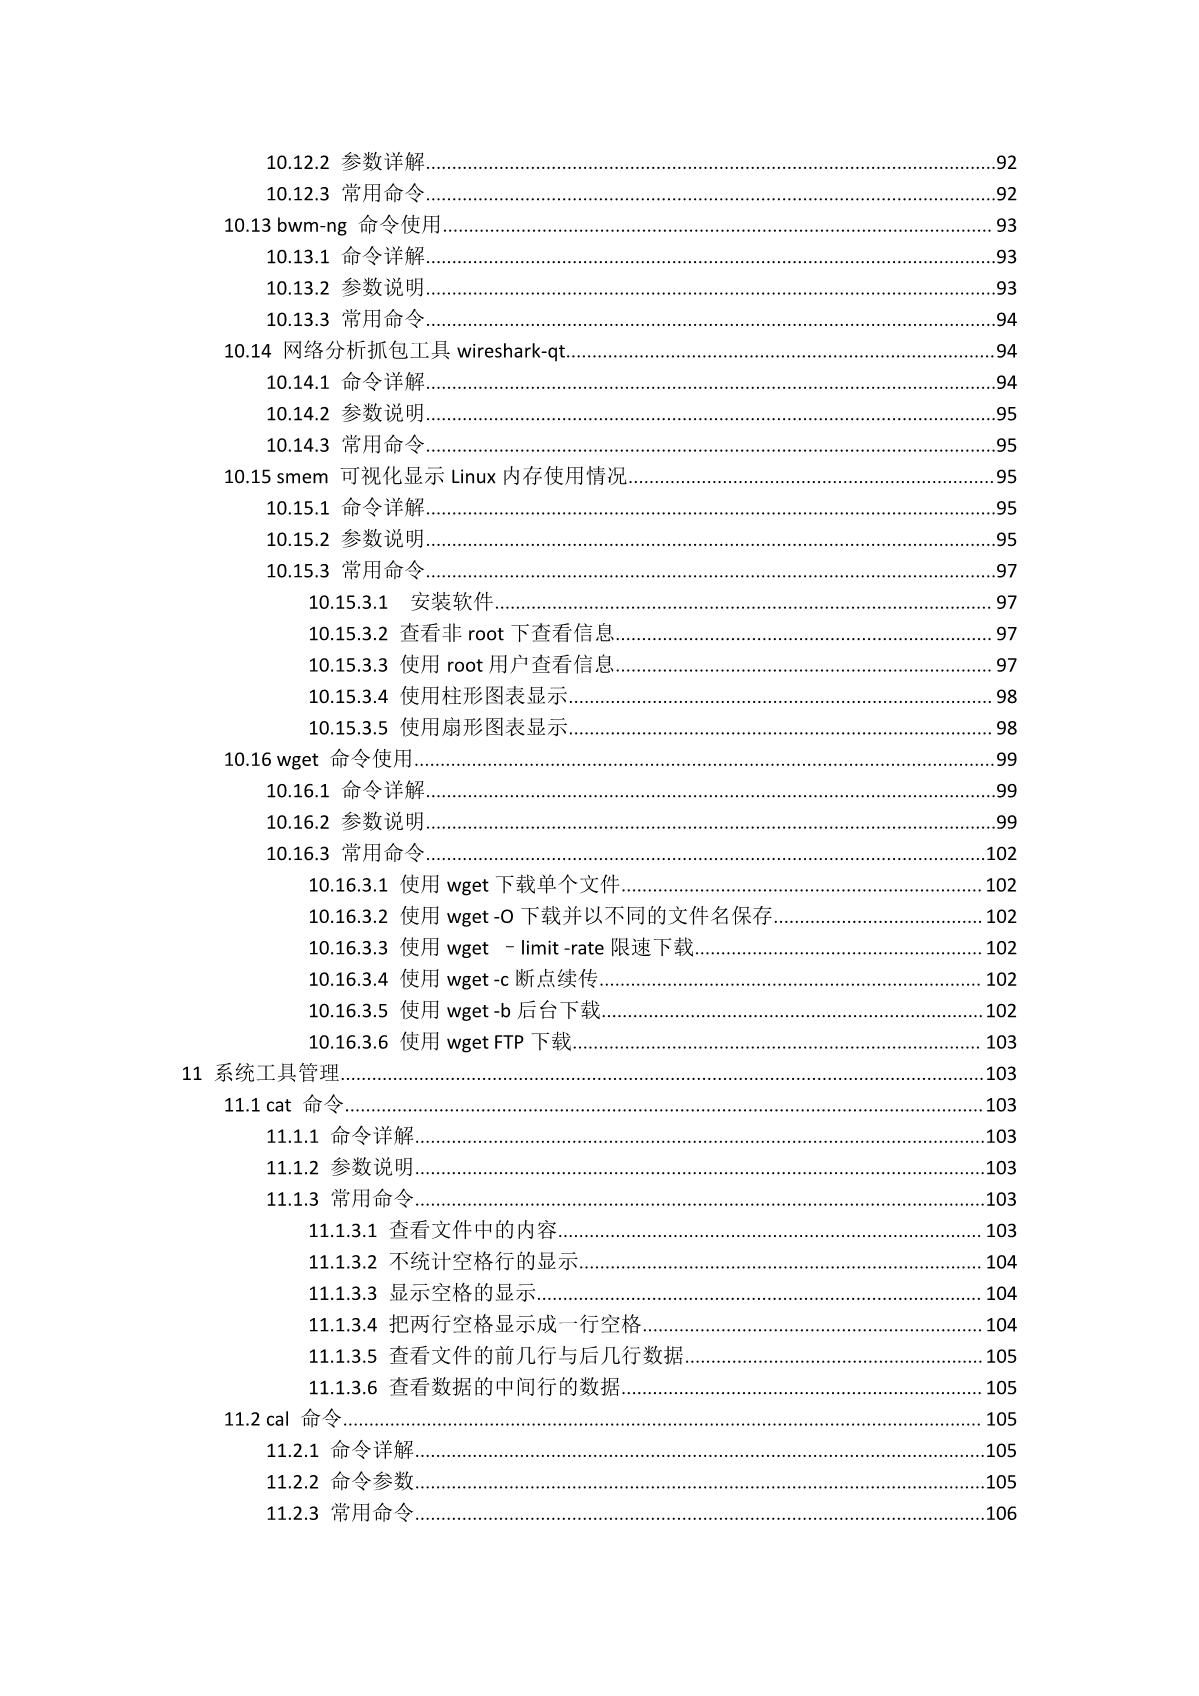 10.12.2 参数详解........92
10.12.3 常用命令........92
10.13 bwm-ng 命令使用........93
10.13.1 命令详解........93
10.13.2 参数说明........93
10.13.3 常用命令........94
10.14 网络分析抓包工具 wireshark-qt........94
10.14.1 命令详解........94
10.14.2 参数说明........95
10.14.3 常用命令........95
10.15 smem 可视化显示 Linux 内存使用情况........95
10.15.1 命令详解........95
10.15.2 参数说明........95
10.15.3 常用命令........97
10.15.3.1 安装软件........97
10.15.3.2 查看非 root 下查看信息........97
10.15.3.3 使用 root 用户查看信息........97
10.15.3.4 使用柱形图表显示........98
10.15.3.5 使用扇形图表显示........98
10.16 wget 命令使用........99
10.16.1 命令详解........99
10.16.2 参数说明........99
10.16.3 常用命令........102
10.16.3.1 使用 wget 下载单个文件........102
10.16.3.2 使用 wget -O 下载并以不同的文件名保存........102
10.16.3.3 使用 wget –limit -rate 限速下载........102
10.16.3.4 使用 wget -c 断点续传........102
10.16.3.5 使用 wget -b 后台下载........102
10.16.3.6 使用 wget FTP 下载........103
11 系统工具管理........103
11.1 cat 命令........103
11.1.1 命令详解........103
11.1.2 参数说明........103
11.1.3 常用命令........103
11.1.3.1 查看文件中的内容........103
11.1.3.2 不统计空格行的显示........104
11.1.3.3 显示空格的显示........104
11.1.3.4 把两行空格显示成一行空格........104
11.1.3.5 查看文件的前几行与后几行数据........105
11.1.3.6 查看数据的中间行的数据........105
11.2 cal 命令........105
11.2.1 命令详解........105
11.2.2 命令参数........105
11.2.3 常用命令........106